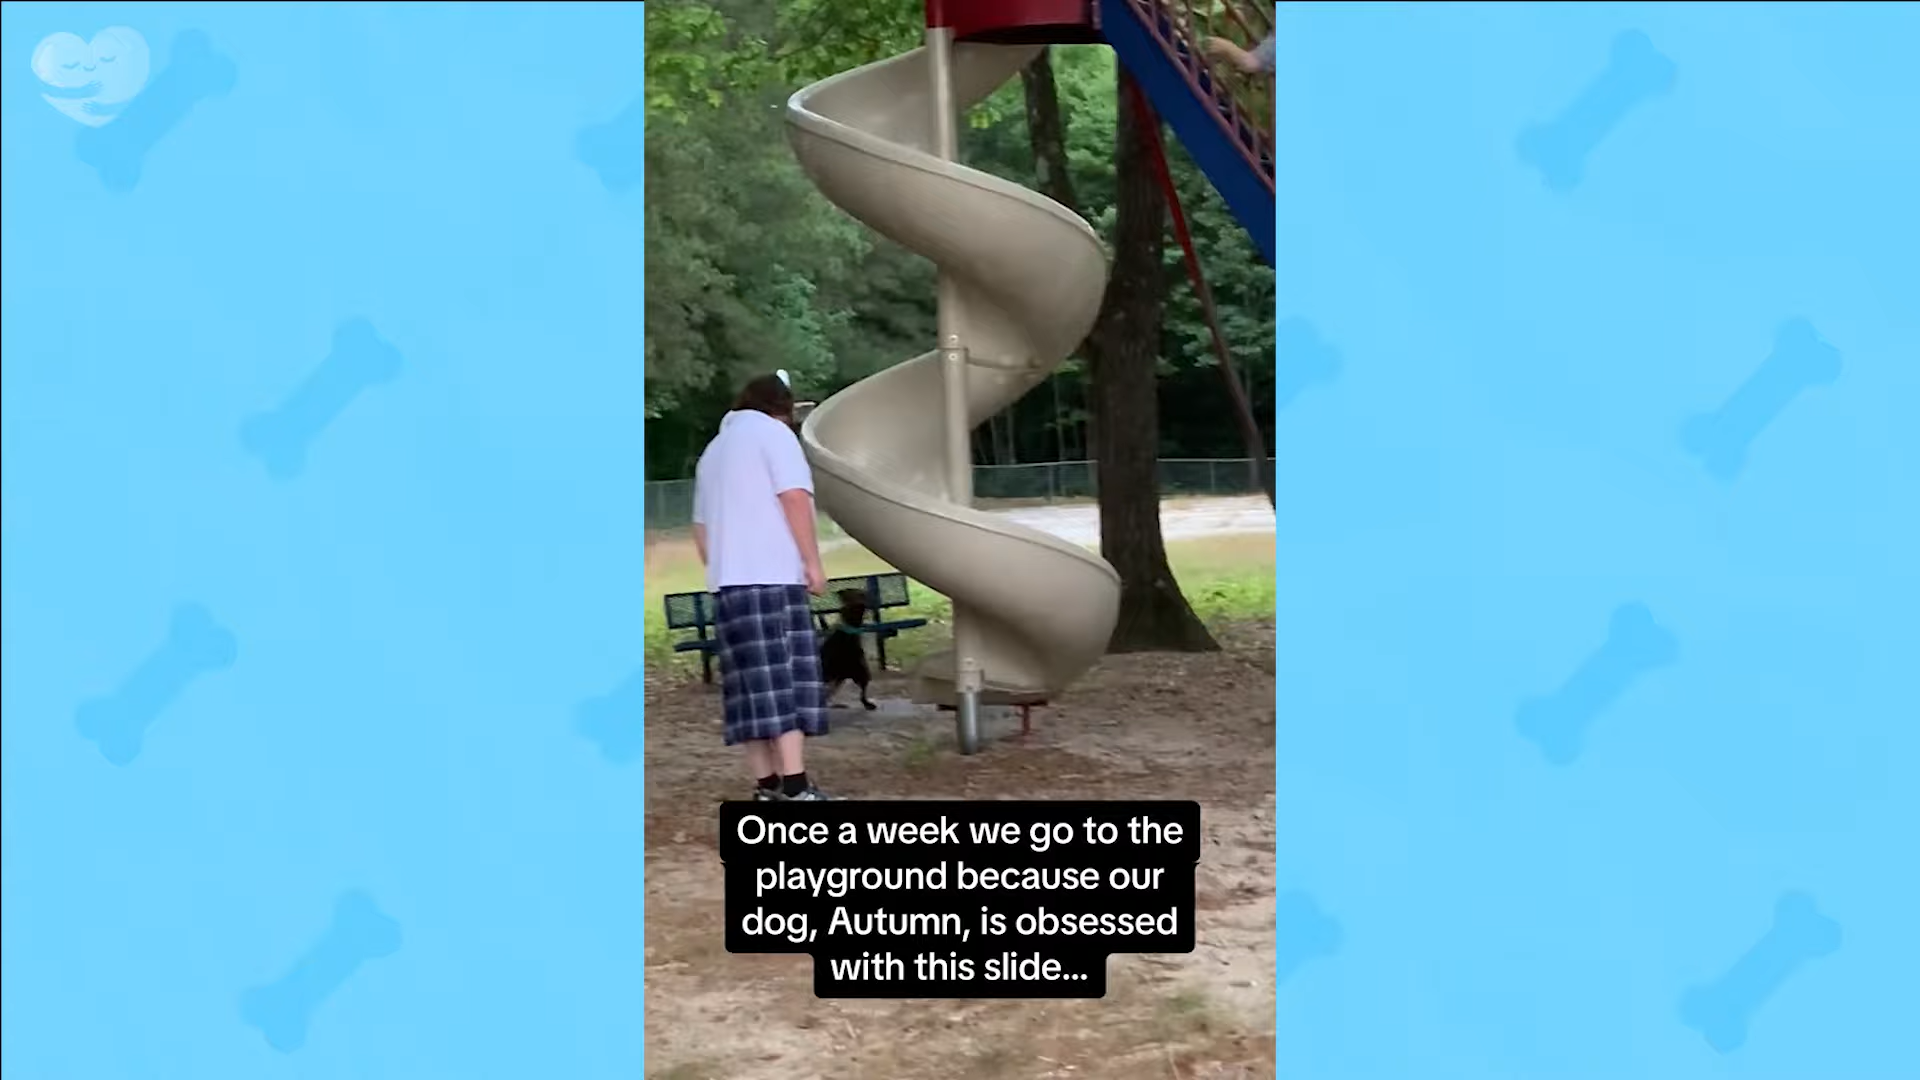 Once a week we go to the
playground because our
dog, Autumn, is obsessed
with this slide...